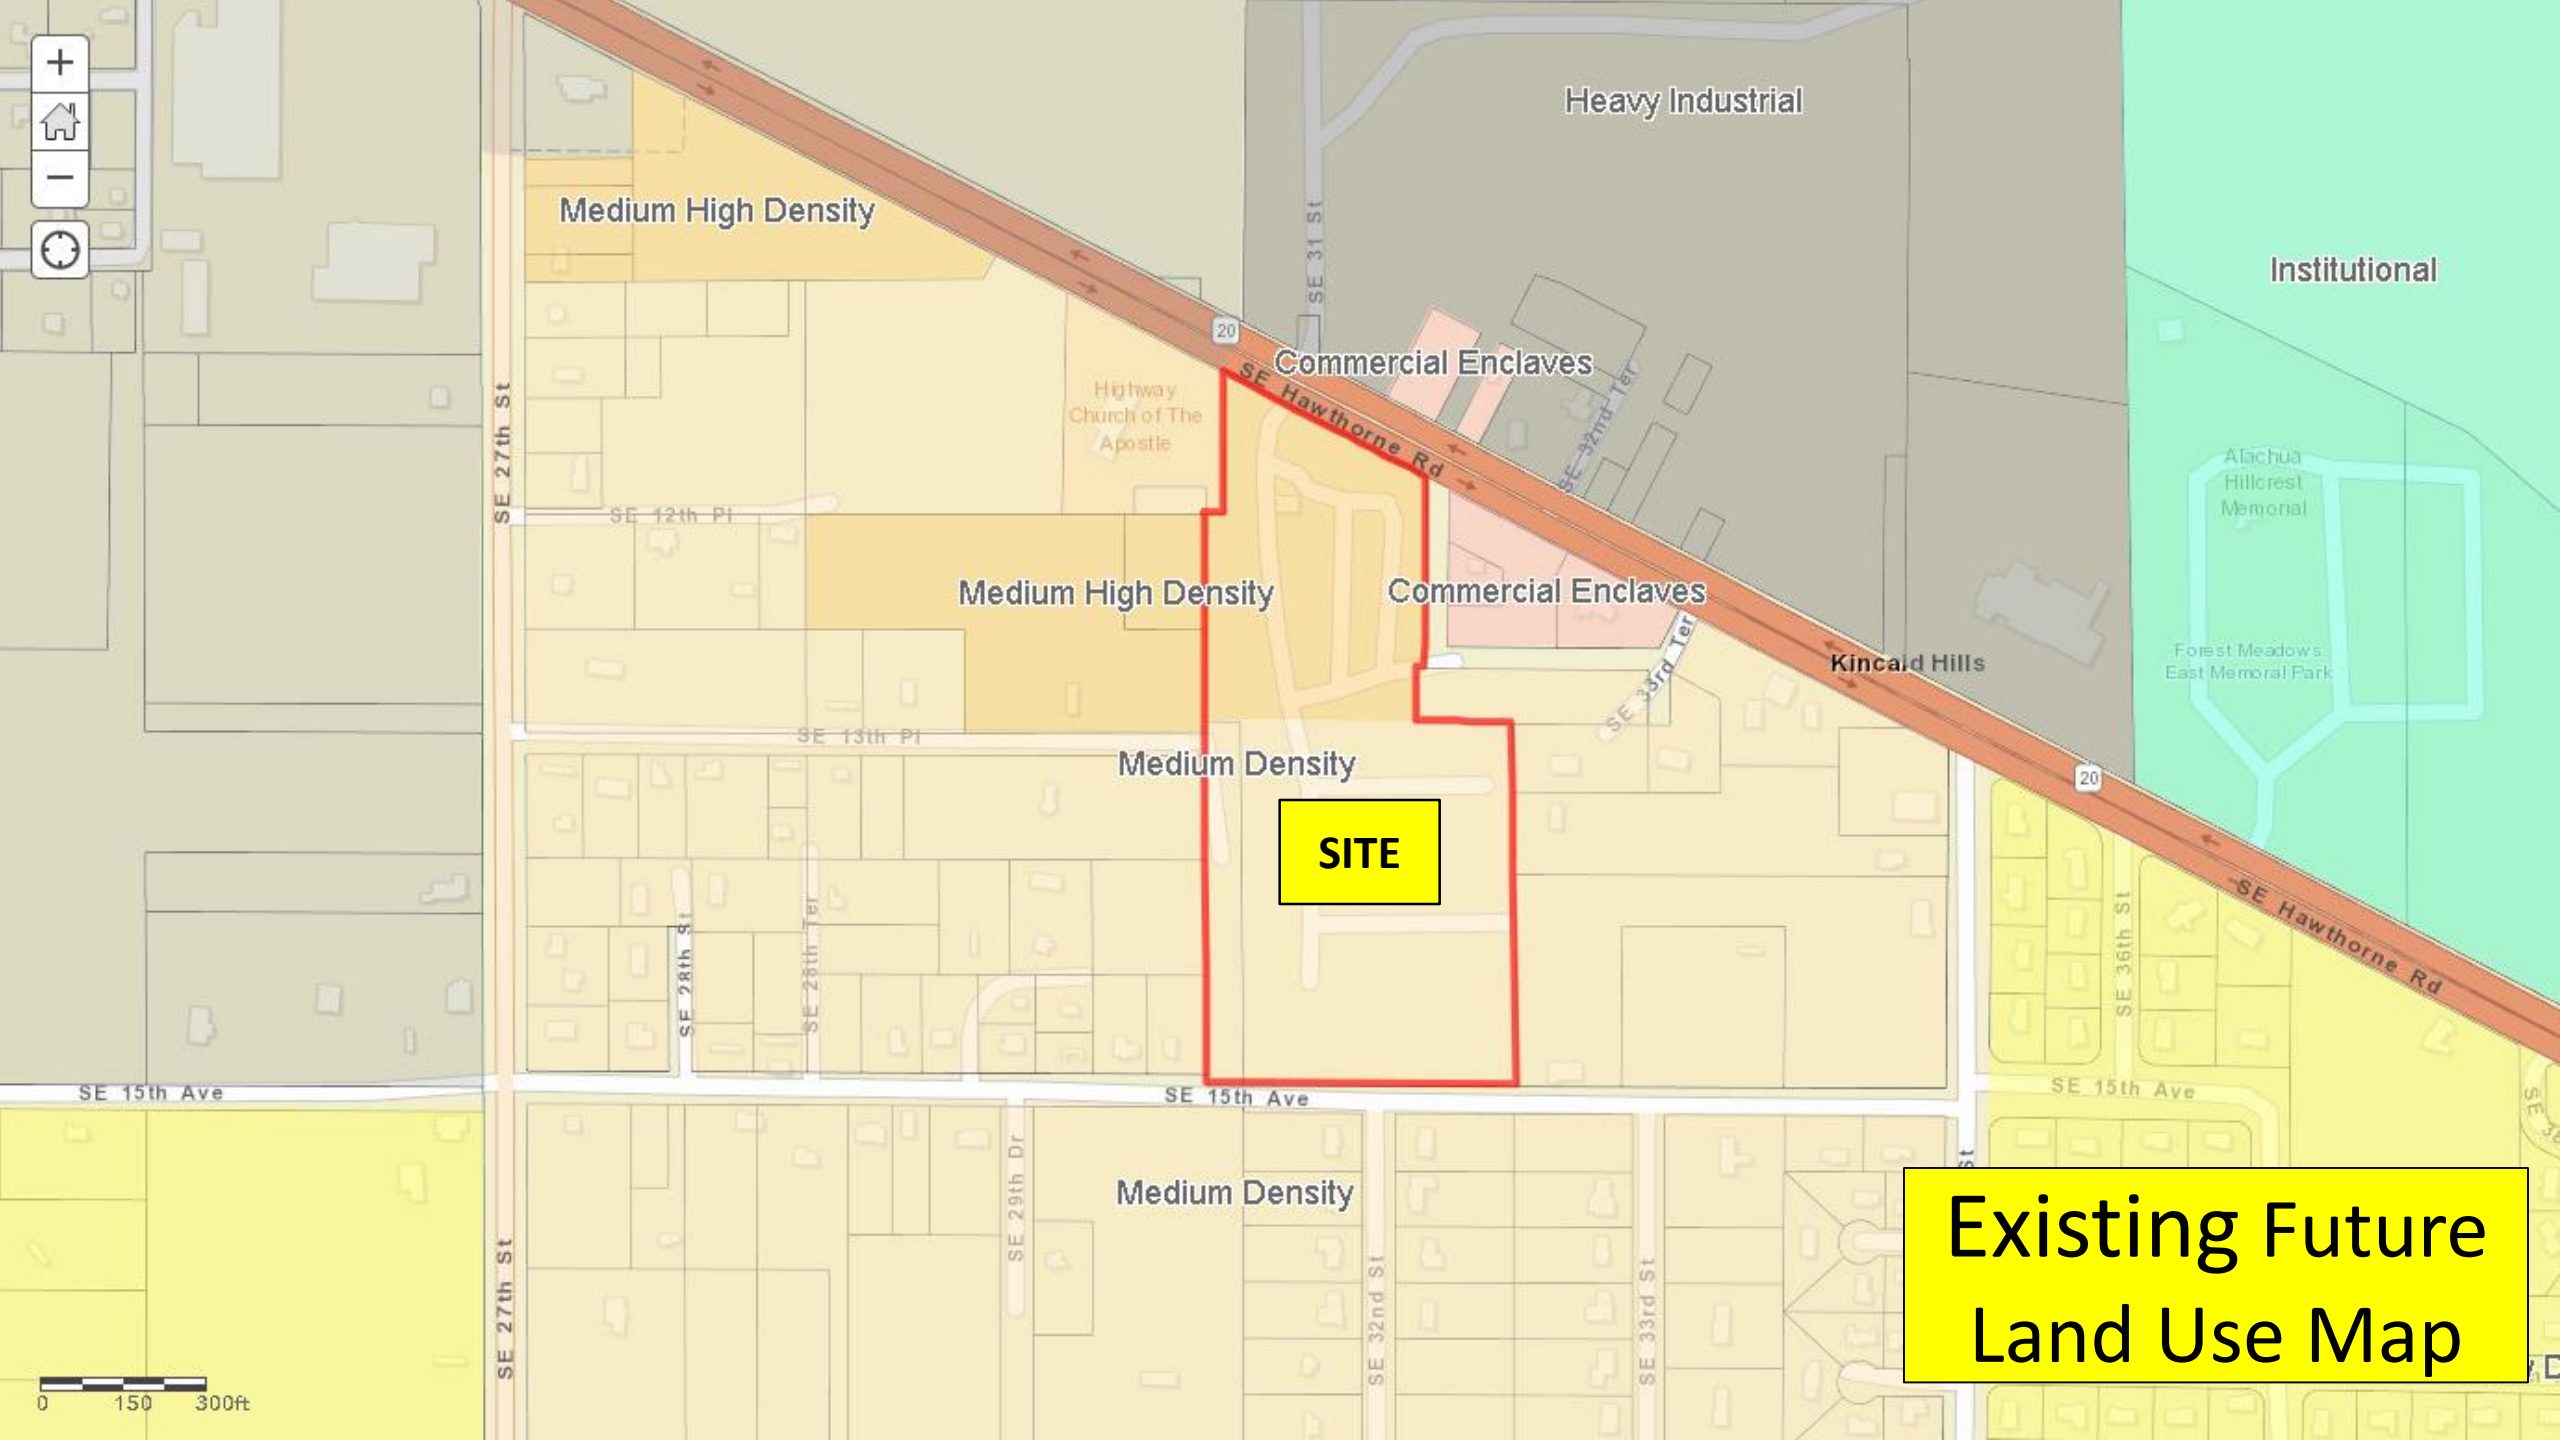 +
−
Heavy Industrial
Medium High Density
SE 31 St
Institutional
20
Commercial Enclaves
SE Hawthorne Rd
SE 32nd Ter
Highway
Church of The
Apostle
SE 27th St
Alachua
Hillcrest
Memorial
SE 12th Pl
Medium High Density
Commercial Enclaves
SE 33rd Ter
Kincaid Hills
Forest Meadows
East Memorial Park
SE 13th Pl
Medium Density
20
SITE
SE 28th St
SE 28th Ter
SE 36th St
SE Hawthorne Rd
SE 15th Ave
SE 15th Ave
SE 15th Ave
SE 29th Dr
St
SE 38
Medium Density
SE 27th St
SE 32nd St
SE 33rd St
Existing Future
Land Use Map
0 150 300ft